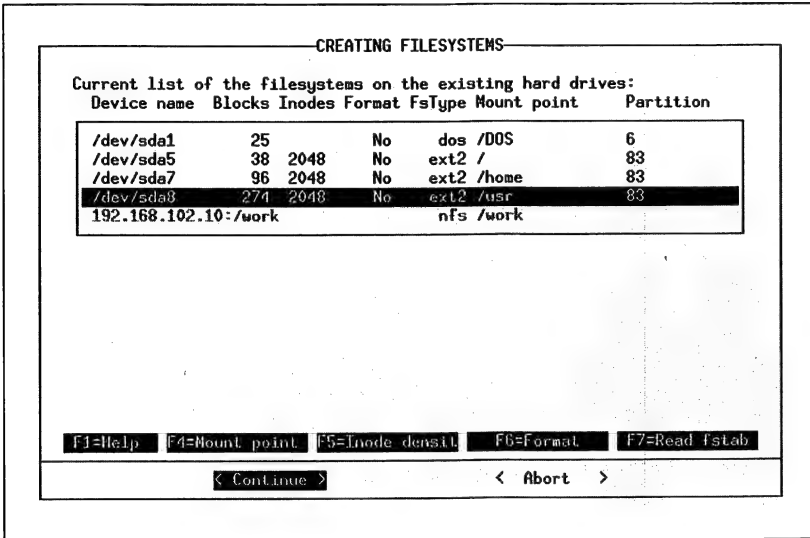 CREATING FILESYSTEMS
Current list of the filesystems on the existing hard drives:
Device name Blocks Inodes Format FsType Mount point Partition
/dev/sda1 25 No dos /DOS 6
/dev/sda5 38 2048 No ext2 / 83
/dev/sda7 96 2048 No ext2 /home 83
/dev/sda8 274 2048 No ext2 /usr 83
192.168.102.10:/work nfs /work
F1=Help F4=Mount point F5=Inode densit F6=Format F7=Read fstab
< Continue > < Abort >